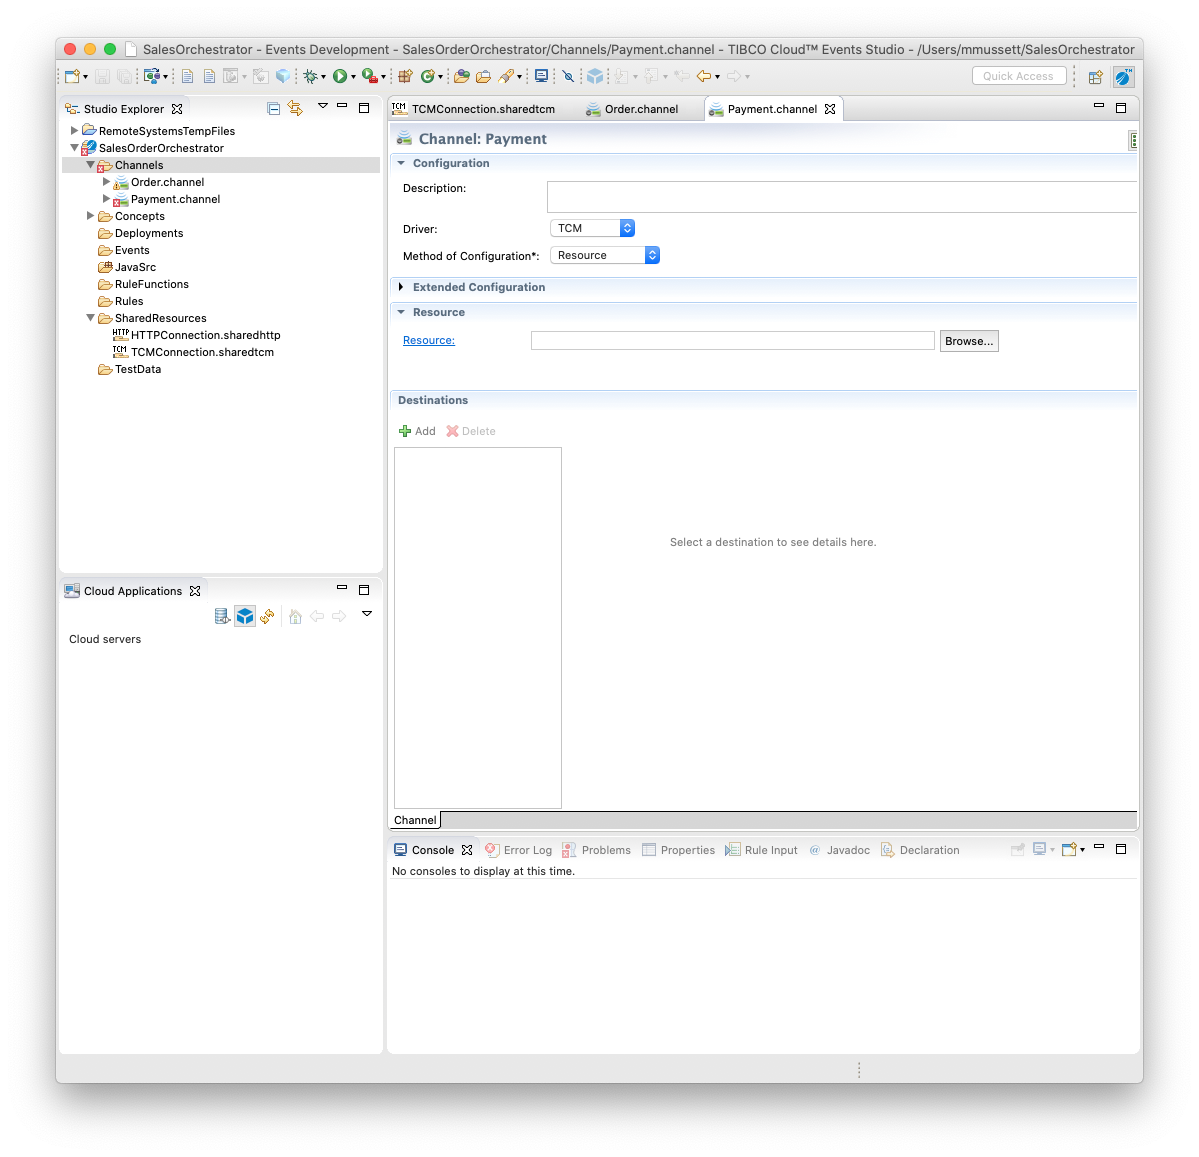 SalesOrchestrator - Events Development - SalesOrderOrchestrator/Channels/Payment.channel - TIBCO Cloud™ Events Studio - /Users/mmussett/SalesOrchestrator
Quick Access
Studio Explorer
RemoteSystemsTempFiles
SalesOrderOrchestrator
Channels
Order.channel
Payment.channel
Concepts
Deployments
Events
JavaSrc
RuleFunctions
Rules
SharedResources
HTTP HTTPConnection.sharedhttp
TCM TCMConnection.sharedtcm
TestData
Cloud Applications
Cloud servers
TCM TCMConnection.sharedtcm Order.channel Payment.channel
Channel: Payment
Configuration
Description:
Driver: TCM
Method of Configuration*: Resource
Extended Configuration
Resource
Resource: Browse...
Destinations
Add Delete
Select a destination to see details here.
Channel
Console Error Log Problems Properties Rule Input @ Javadoc Declaration
No consoles to display at this time.